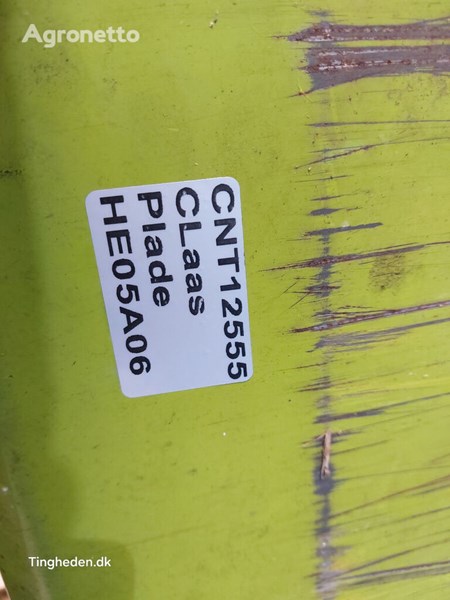 Agronetto
CNT12555
CLaas
Plade
HE05A06
Tingheden.dk